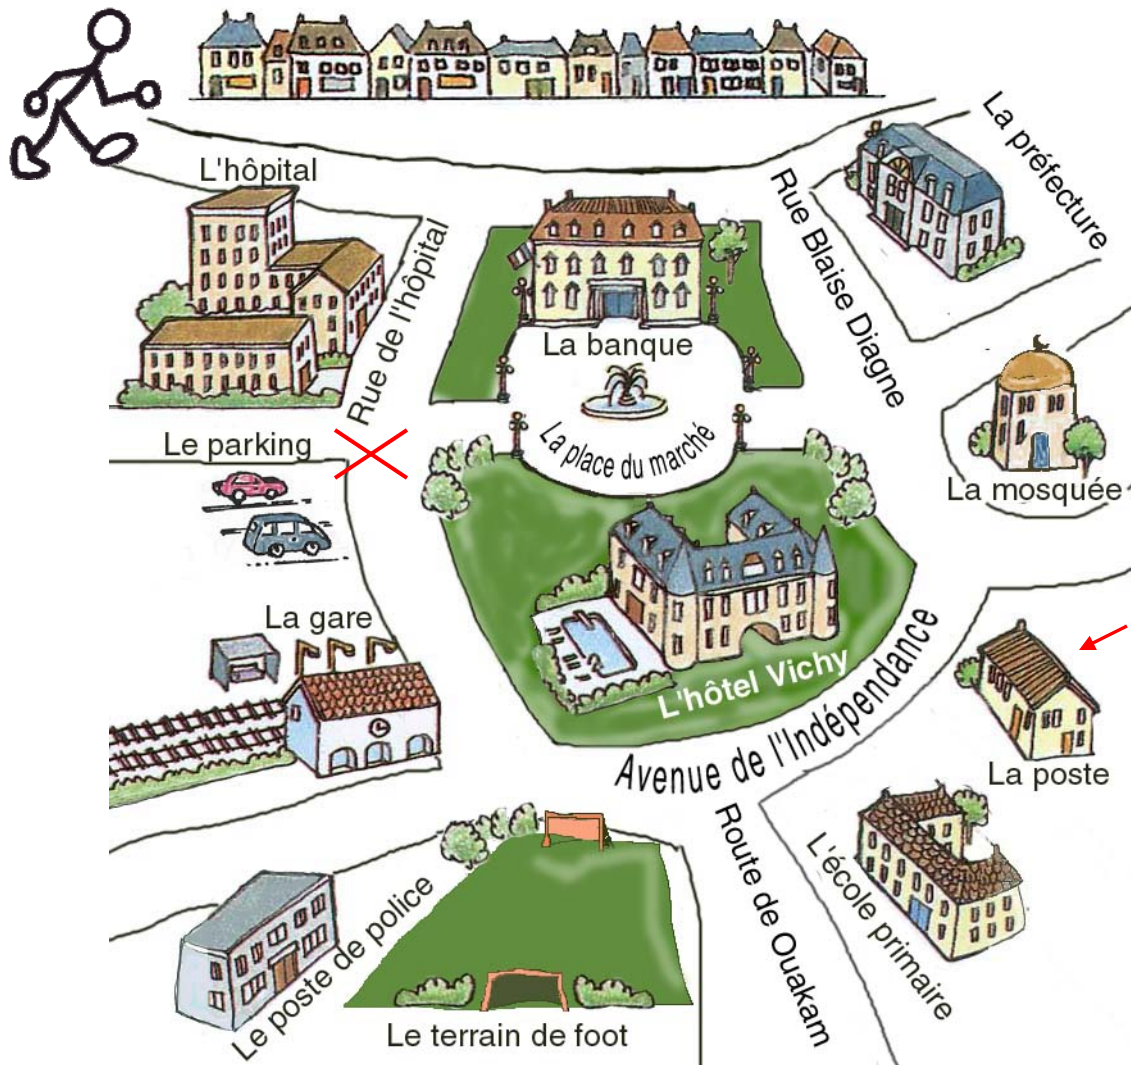 La préfecture
L'hôpital
Rue de l'hôpital
Rue Blaise Diagne
La banque
La place du marché
Le parking
La mosquée
La gare
L'hôtel Vichy
Avenue de l'Indépendance
La poste
Route de Ouakam
L'école primaire
Le poste de police
Le terrain de foot